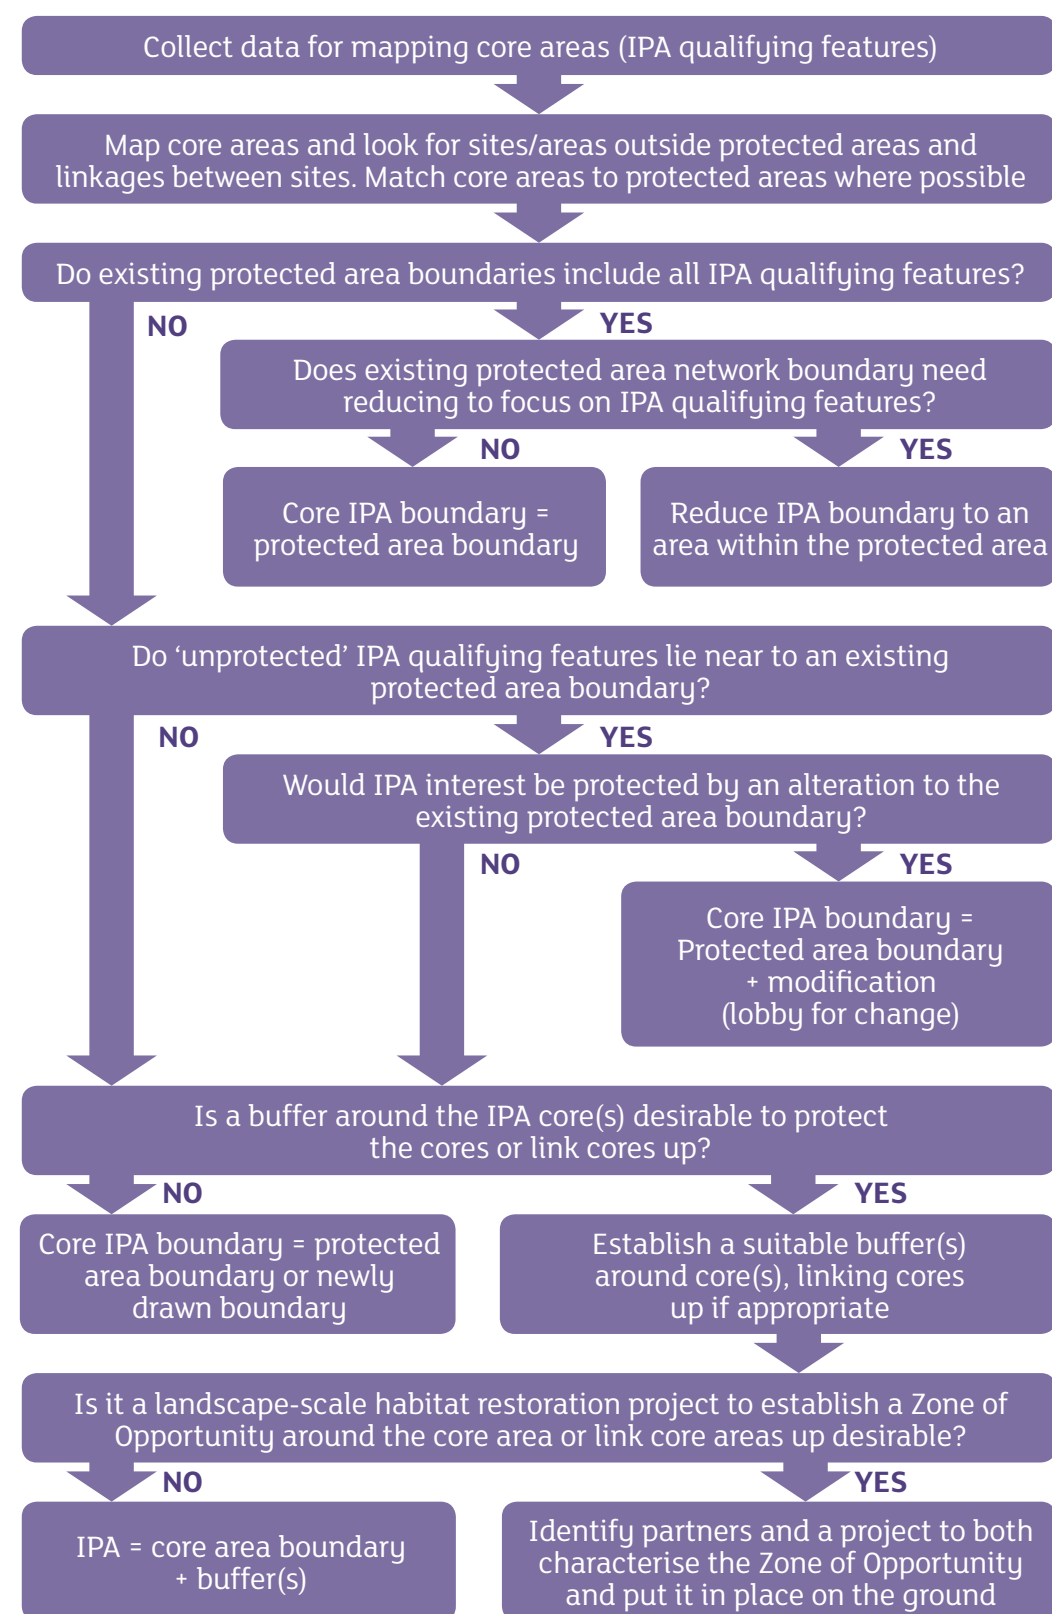 Collect data for mapping core areas (IPA qualifying features)
Map core areas and look for sites/areas outside protected areas and
linkages between sites. Match core areas to protected areas where possible
Do existing protected area boundaries include all IPA qualifying features?
NO
YES
Does existing protected area network boundary need
reducing to focus on IPA qualifying features?
NO
YES
Core IPA boundary =
protected area boundary
Reduce IPA boundary to an
area within the protected area
Do ‘unprotected’ IPA qualifying features lie near to an existing
protected area boundary?
NO
YES
Would IPA interest be protected by an alteration to the
existing protected area boundary?
NO
YES
Core IPA boundary =
Protected area boundary
+ modification
(lobby for change)
Is a buffer around the IPA core(s) desirable to protect
the cores or link cores up?
NO
YES
Core IPA boundary = protected
area boundary or newly
drawn boundary
Establish a suitable buffer(s)
around core(s), linking cores
up if appropriate
Is it a landscape-scale habitat restoration project to establish a Zone of
Opportunity around the core area or link core areas up desirable?
NO
YES
IPA = core area boundary
+ buffer(s)
Identify partners and a project to both
characterise the Zone of Opportunity
and put it in place on the ground